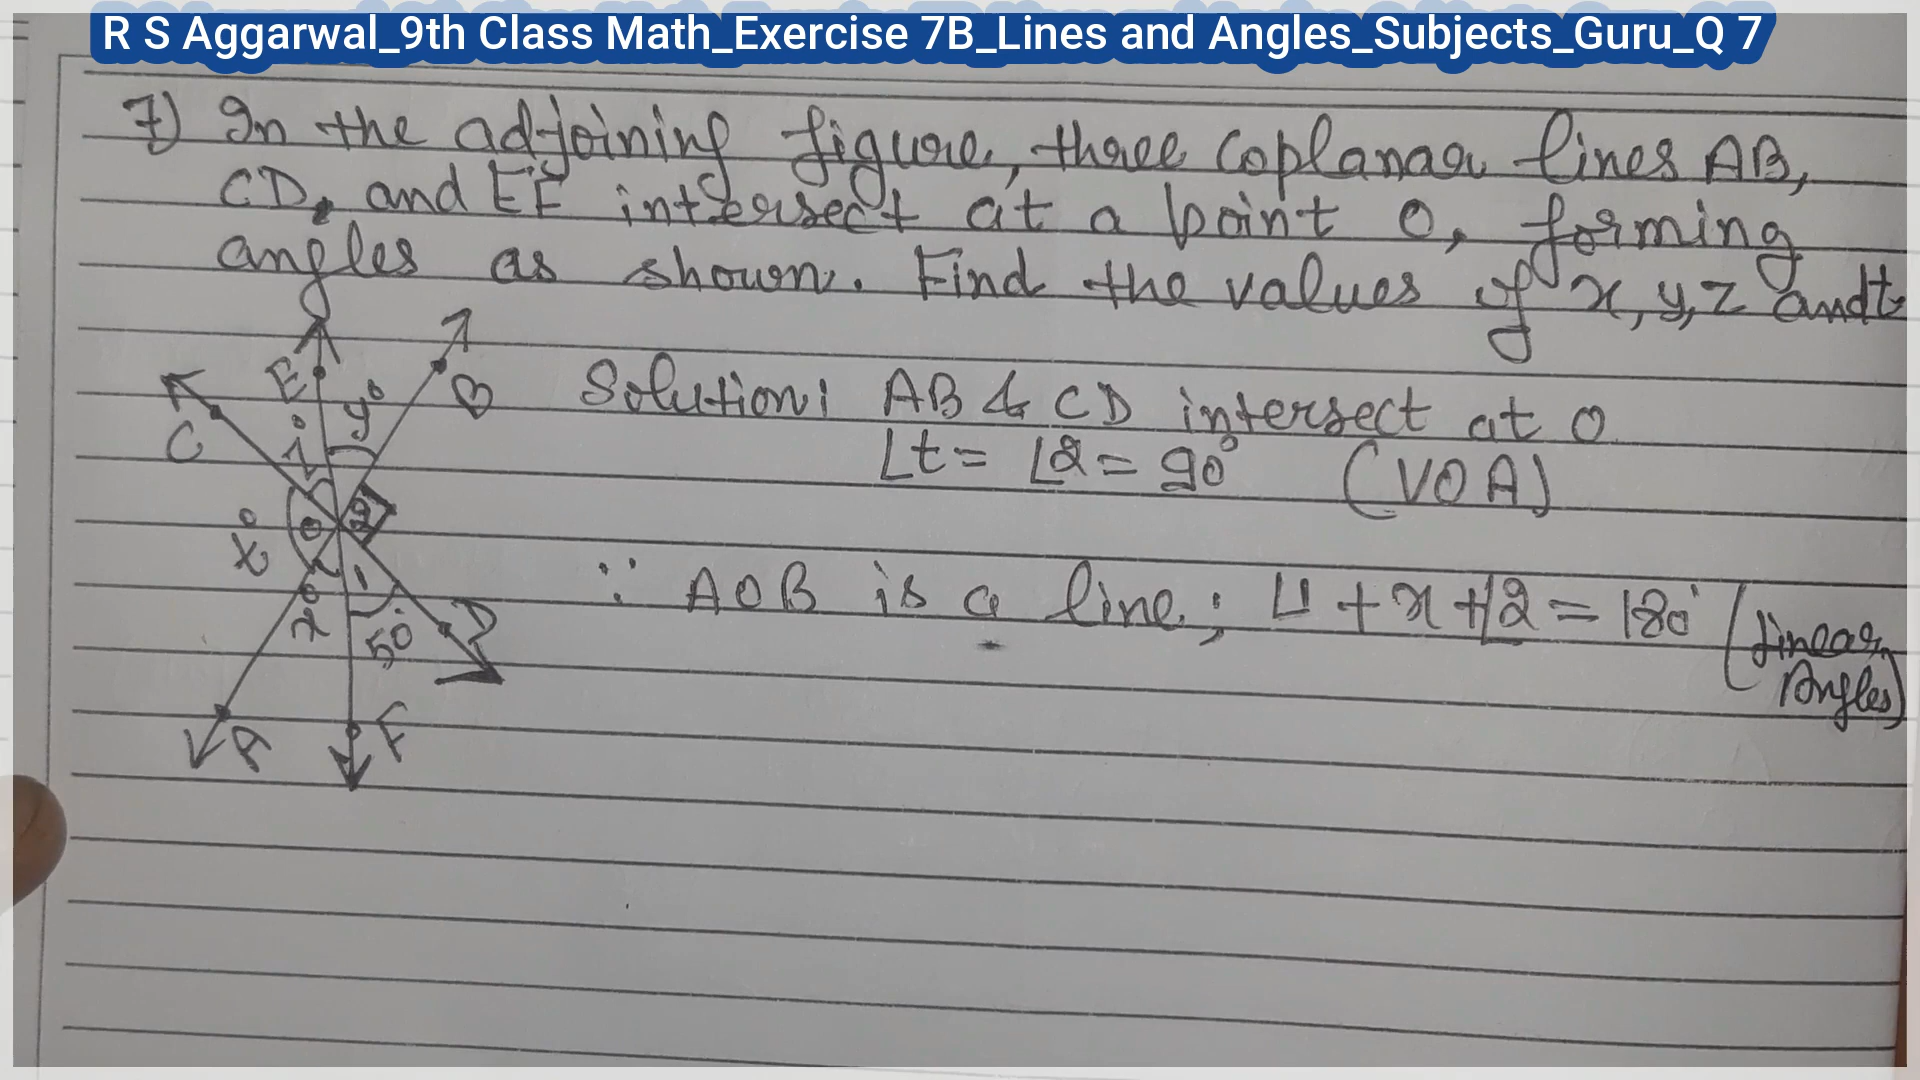 R S Aggarwal_9th Class Math_Exercise 7B_Lines and Angles_Subjects_Guru_Q 7
7) In the adjoining figure, three coplanar lines AB,
CD, and EF intersect at a point O, forming
angles as shown. Find the values of x, y, z and t.
E
y°
B
C
z°
2
t°
O
1
x°
50°
D
A
F
Solution: AB & CD intersect at O
∠t = ∠2 = 90° (VOA)
∵ AOB is a line; ∠1 + x + ∠2 = 180° (linear
Angles)